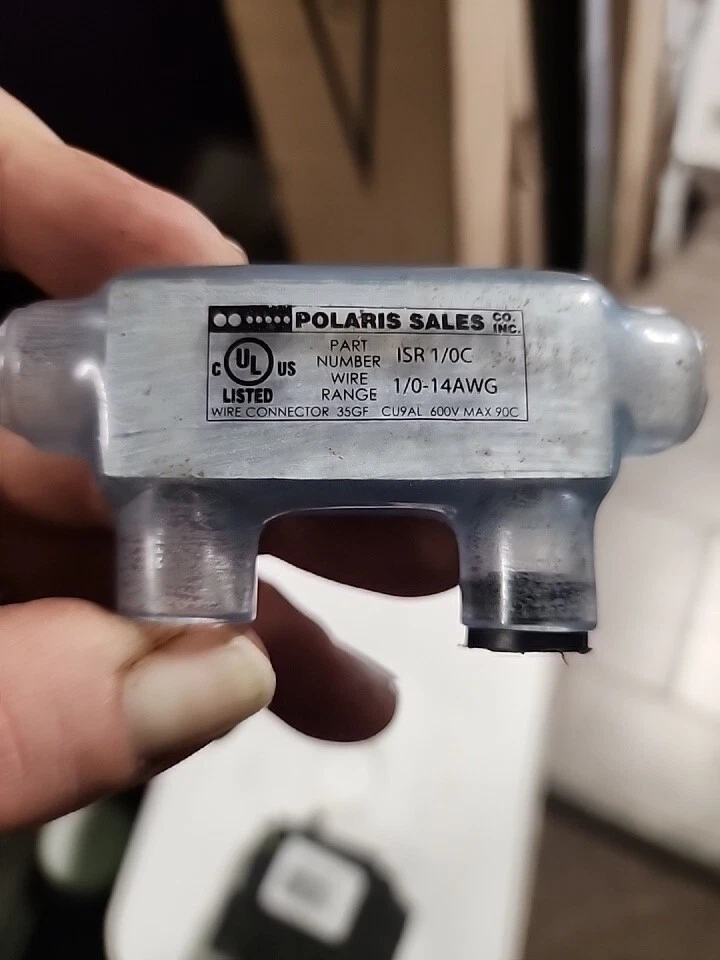 POLARIS SALES CO. INC.
C UL US LISTED
PART NUMBER ISR 1/0C
WIRE RANGE 1/0-14AWG
WIRE CONNECTOR 35GF CU9AL 600V MAX 90C